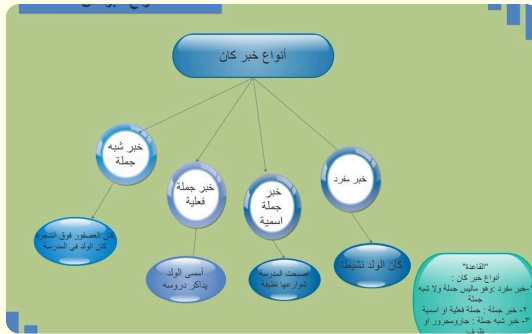 أنواع خبر كان
خبر مفرد
خبر
جملة
اسمية
خبر جملة
فعلية
خبر شبه
جملة
كان الولد نشيطا
اصبحت المدرسة
شوارعها نظيفة
أمسى الولد
يذاكر دروسه
كان العصفور فوق الشجرة
كان الولد في المدرسة
"القاعدة"
أنواع خبر كان :
١-خبر مفرد :وهو ماليس جملة ولا شبه
جملة
٢- خبر جملة : جملة فعلية او اسمية
٣- خبر شبه جملة : جارومجرور او
ظرف